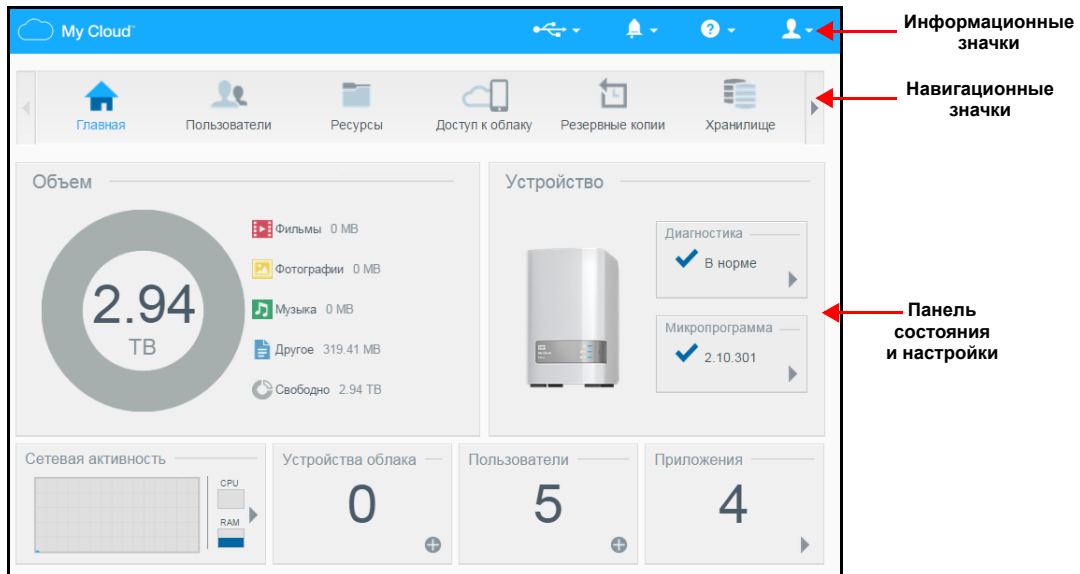 My Cloud™
Информационные
значки
Главная
Пользователи
Ресурсы
Доступ к облаку
Резервные копии
Хранилище
Навигационные
значки
Объем
2.94
TB
Фильмы 0 MB
Фотографии 0 MB
Музыка 0 MB
Другое 319.41 MB
Свободно 2.94 TB
Устройство
Диагностика
В норме
Микропрограмма
2.10.301
Панель
состояния
и настройки
Сетевая активность
CPU
RAM
Устройства облака
0
Пользователи
5
Приложения
4